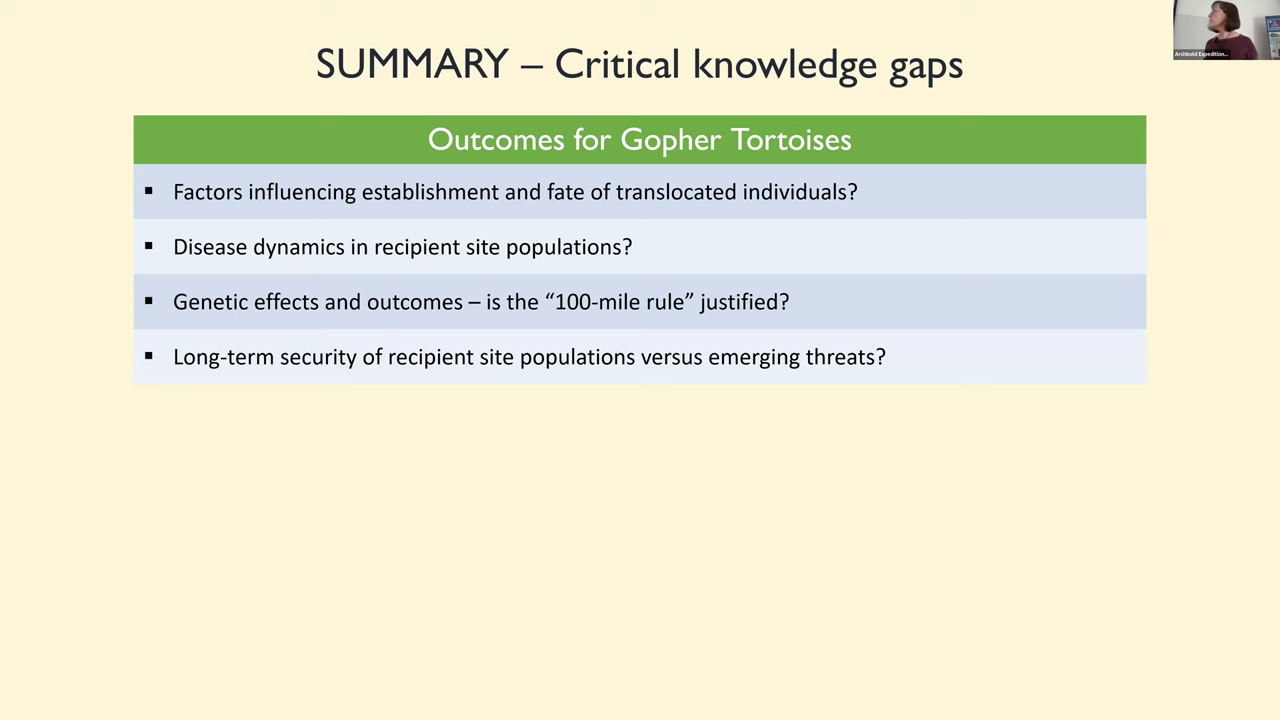 Archbold Expedition...
SUMMARY – Critical knowledge gaps
Outcomes for Gopher Tortoises
▪ Factors influencing establishment and fate of translocated individuals?
▪ Disease dynamics in recipient site populations?
▪ Genetic effects and outcomes – is the “100-mile rule” justified?
▪ Long-term security of recipient site populations versus emerging threats?